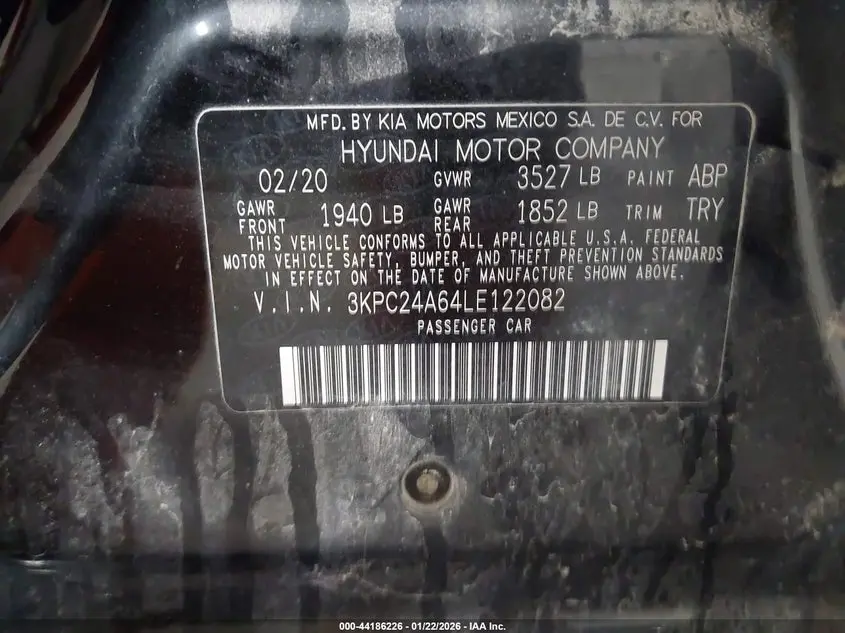 MFD. BY KIA MOTORS MEXICO S.A. DE C.V. FOR
HYUNDAI MOTOR COMPANY
02/20 GVWR 3527 LB PAINT ABP
GAWR FRONT 1940 LB GAWR REAR 1852 LB TRIM TRY
THIS VEHICLE CONFORMS TO ALL APPLICABLE U.S.A. FEDERAL
MOTOR VEHICLE SAFETY, BUMPER, AND THEFT PREVENTION STANDARDS
IN EFFECT ON THE DATE OF MANUFACTURE SHOWN ABOVE.
V.I.N. 3KPC24A64LE122082
PASSENGER CAR
000-44186226 - 01/22/2026 - IAA Inc.